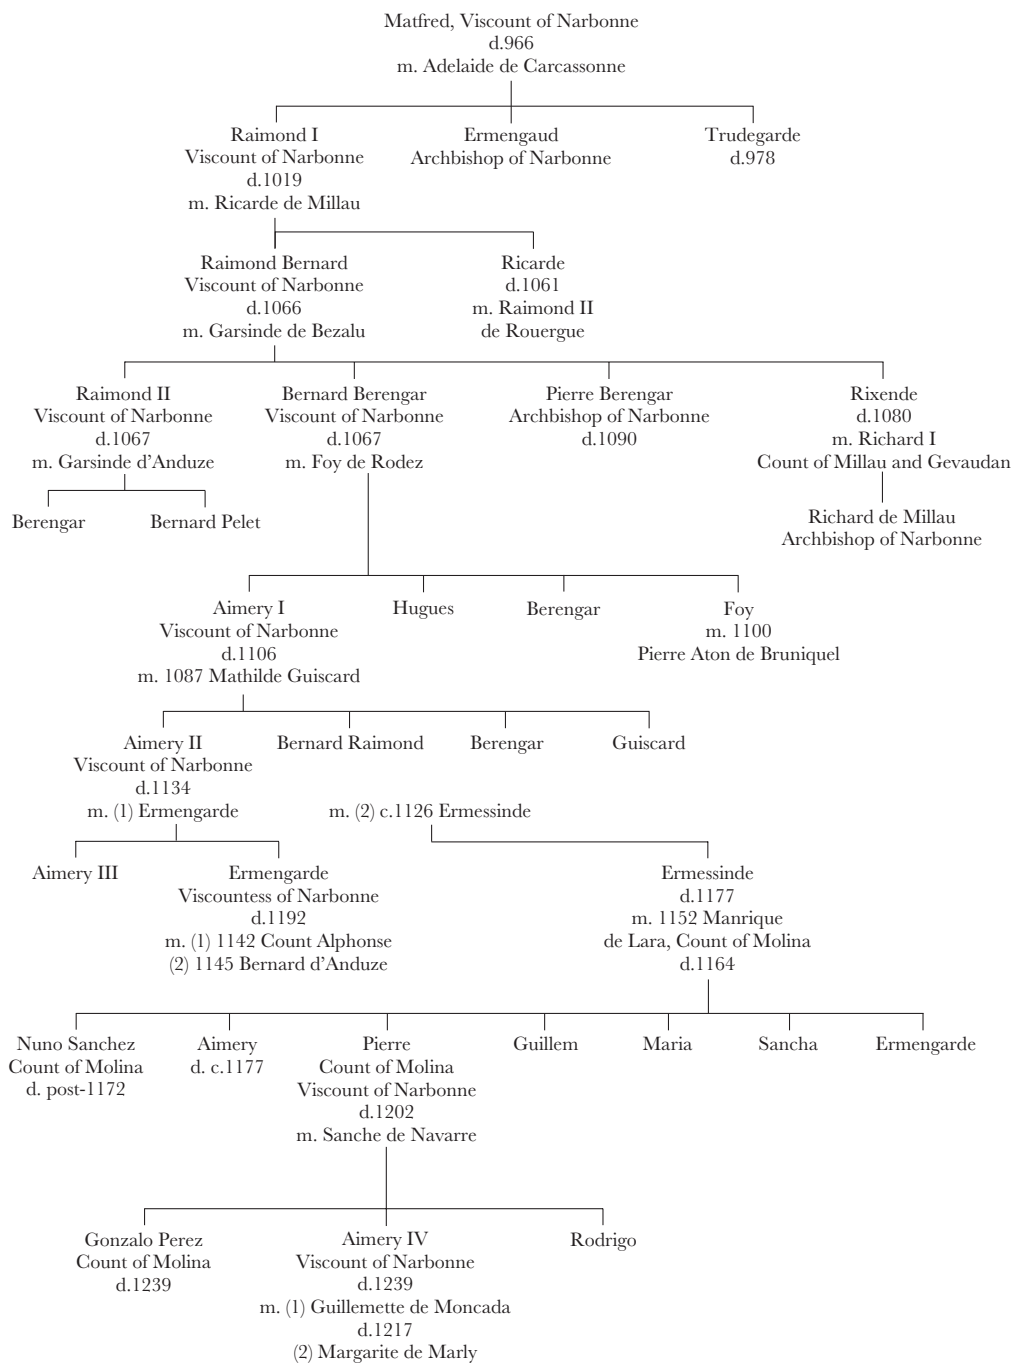 Matfred, Viscount of Narbonne
d.966
m. Adelaide de Carcassonne
Raimond I
Viscount of Narbonne
d.1019
m. Ricarde de Millau
Ermengaud
Archbishop of Narbonne
Trudegarde
d.978
Raimond Bernard
Viscount of Narbonne
d.1066
m. Garsinde de Bezalu
Ricarde
d.1061
m. Raimond II
de Rouergue
Raimond II
Viscount of Narbonne
d.1067
m. Garsinde d’Anduze
Bernard Berengar
Viscount of Narbonne
d.1067
m. Foy de Rodez
Pierre Berengar
Archbishop of Narbonne
d.1090
Rixende
d.1080
m. Richard I
Count of Millau and Gevaudan
Berengar
Bernard Pelet
Richard de Millau
Archbishop of Narbonne
Aimery I
Viscount of Narbonne
d.1106
m. 1087 Mathilde Guiscard
Hugues
Berengar
Foy
m. 1100
Pierre Aton de Bruniquel
Aimery II
Viscount of Narbonne
d.1134
m. (1) Ermengarde
m. (2) c.1126 Ermessinde
Bernard Raimond
Berengar
Guiscard
Aimery III
Ermengarde
Viscountess of Narbonne
d.1192
m. (1) 1142 Count Alphonse
(2) 1145 Bernard d’Anduze
Ermessinde
d.1177
m. 1152 Manrique
de Lara, Count of Molina
d.1164
Nuno Sanchez
Count of Molina
d. post-1172
Aimery
d. c.1177
Pierre
Count of Molina
Viscount of Narbonne
d.1202
m. Sanche de Navarre
Guillem
Maria
Sancha
Ermengarde
Gonzalo Perez
Count of Molina
d.1239
Aimery IV
Viscount of Narbonne
d.1239
m. (1) Guillemette de Moncada
d.1217
(2) Margarite de Marly
Rodrigo